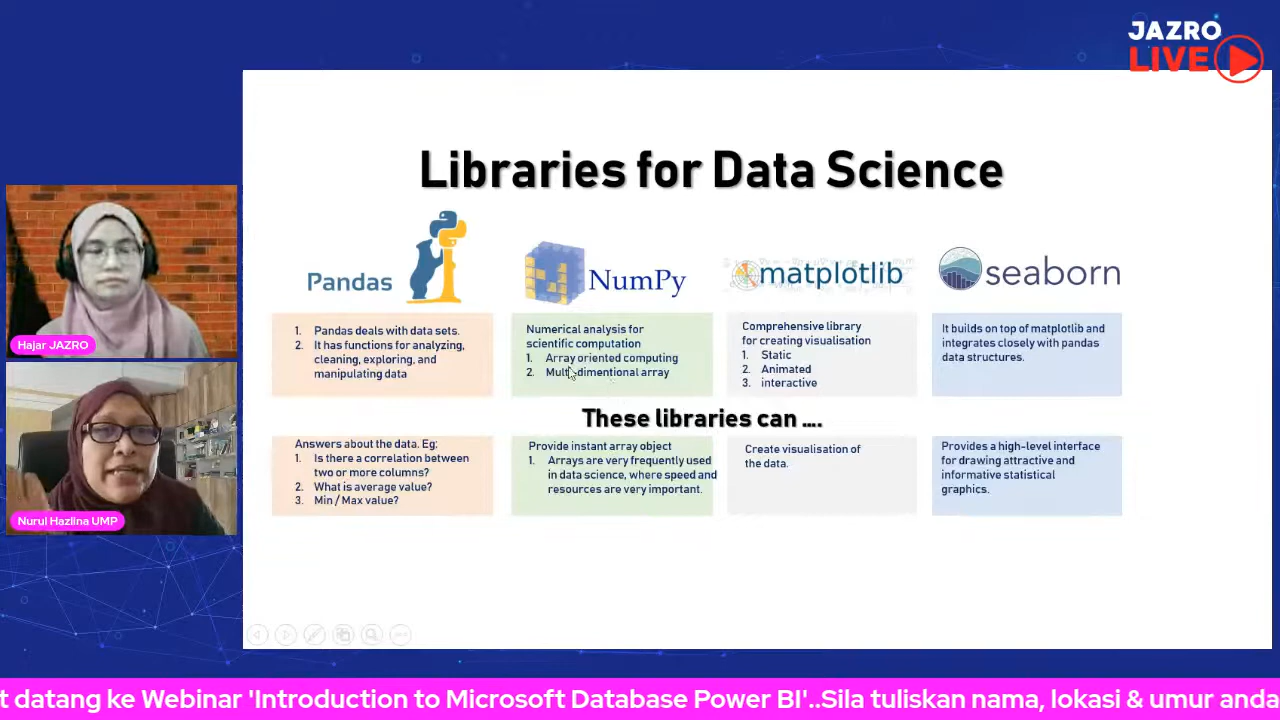 JAZRO
LIVE
Libraries for Data Science
Pandas
NumPy
matplotlib
seaborn
1. Pandas deals with data sets.
2. It has functions for analyzing,
cleaning, exploring, and
manipulating data
Numerical analysis for
scientific computation
1. Array oriented computing
2. Multi-dimentional array
Comprehensive library
for creating visualisation
1. Static
2. Animated
3. interactive
It builds on top of matplotlib and
integrates closely with pandas
data structures.
These libraries can ....
Answers about the data. Eg:
1. Is there a correlation between
two or more columns?
2. What is average value?
3. Min / Max value?
Provide instant array object
1. Arrays are very frequently used
in data science, where speed and
resources are very important.
Create visualisation of
the data.
Provides a high-level interface
for drawing attractive and
informative statistical
graphics.
Hajar JAZRO
Nurul Hazlina UMP
t datang ke Webinar 'Introduction to Microsoft Database Power BI'..Sila tuliskan nama, lokasi & umur anda